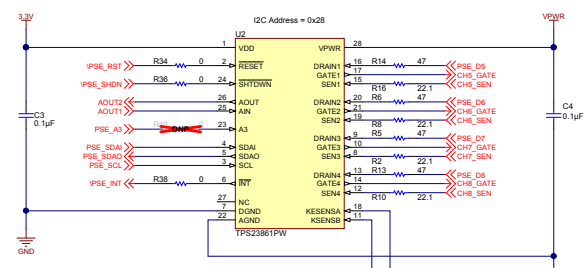 3.3V
I2C Address = 0x28
VPWR
U2
1 VDD VPWR 28
\PSE_RST R34 0 2 RESET DRAIN1 16 R14 47 PSE_D5
GATE1 17 CH5_GATE
\PSE_SHDN R36 0 24 SHTDWN SEN1 15 R16 22.1 CH5_SEN
AOUT2 26 AOUT DRAIN2 20 R6 47 PSE_D6
AOUT1 25 AIN GATE2 21 CH6_GATE
SEN2 19 R8 22.1 CH6_SEN
PSE_A3 R40 DNP 0 23 A3 DRAIN3 9 R5 47 PSE_D7
PSE_SDAI 4 SDAI GATE3 10 CH7_GATE
PSE_SDAO 5 SDAO SEN3 8 R2 22.1 CH7_SEN
PSE_SCL 3 SCL
\PSE_INT R38 0 6 INT DRAIN4 13 R13 47 PSE_D8
GATE4 14 CH8_GATE
SEN4 12 R10 22.1 CH8_SEN
27 NC
7 DGND KESENSA 18
22 AGND KSENSB 11
TPS23861PW
C3
0.1µF
C4
0.1µF
GND